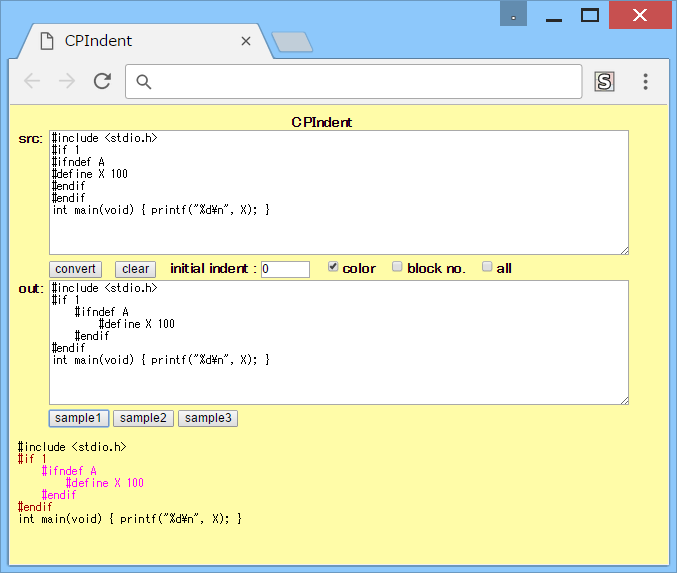 CPIndent
CPIndent
src:
#include <stdio.h>
#if 1
#ifndef A
#define X 100
#endif
#endif
int main(void) { printf("%d¥n", X); }
convert clear initial indent : 0 color block no. all
out:
#include <stdio.h>
#if 1
    #ifndef A
        #define X 100
    #endif
#endif
int main(void) { printf("%d¥n", X); }
sample1 sample2 sample3
#include <stdio.h>
#if 1
    #ifndef A
        #define X 100
    #endif
#endif
int main(void) { printf("%d¥n", X); }